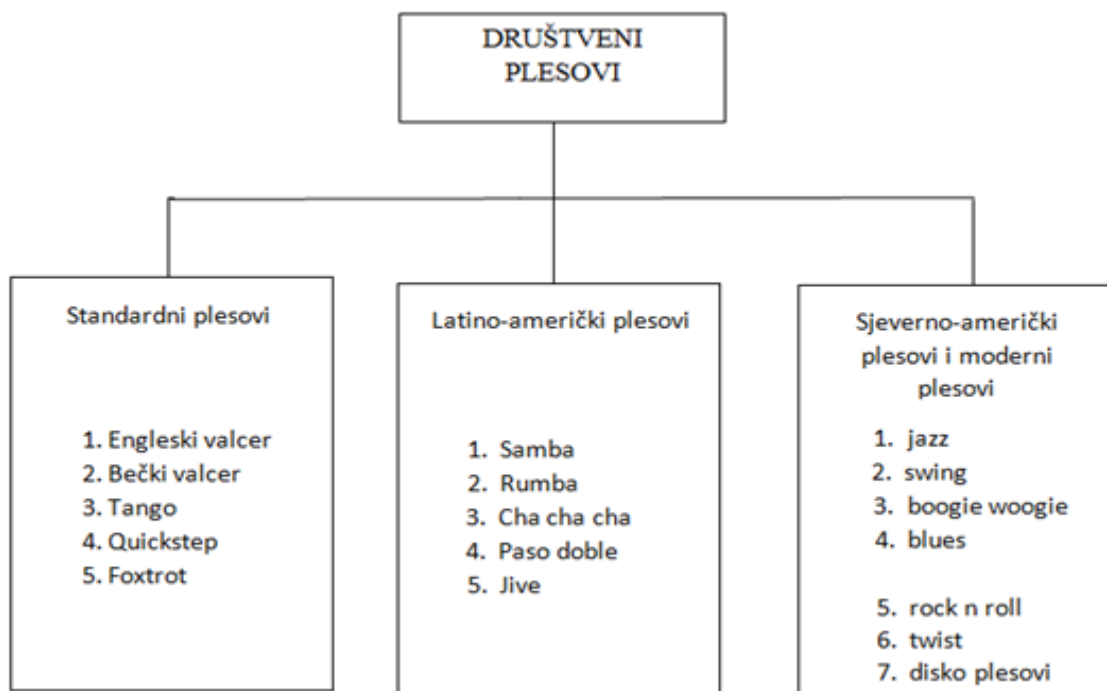 DRUŠTVENI
PLESOVI
Standardni plesovi
1. Engleski valcer
2. Bečki valcer
3. Tango
4. Quickstep
5. Foxtrot
Latino-američki plesovi
1. Samba
2. Rumba
3. Cha cha cha
4. Paso doble
5. Jive
Sjeverno-američki
plesovi i moderni
plesovi
1. jazz
2. swing
3. boogie woogie
4. blues
5. rock n roll
6. twist
7. disko plesovi